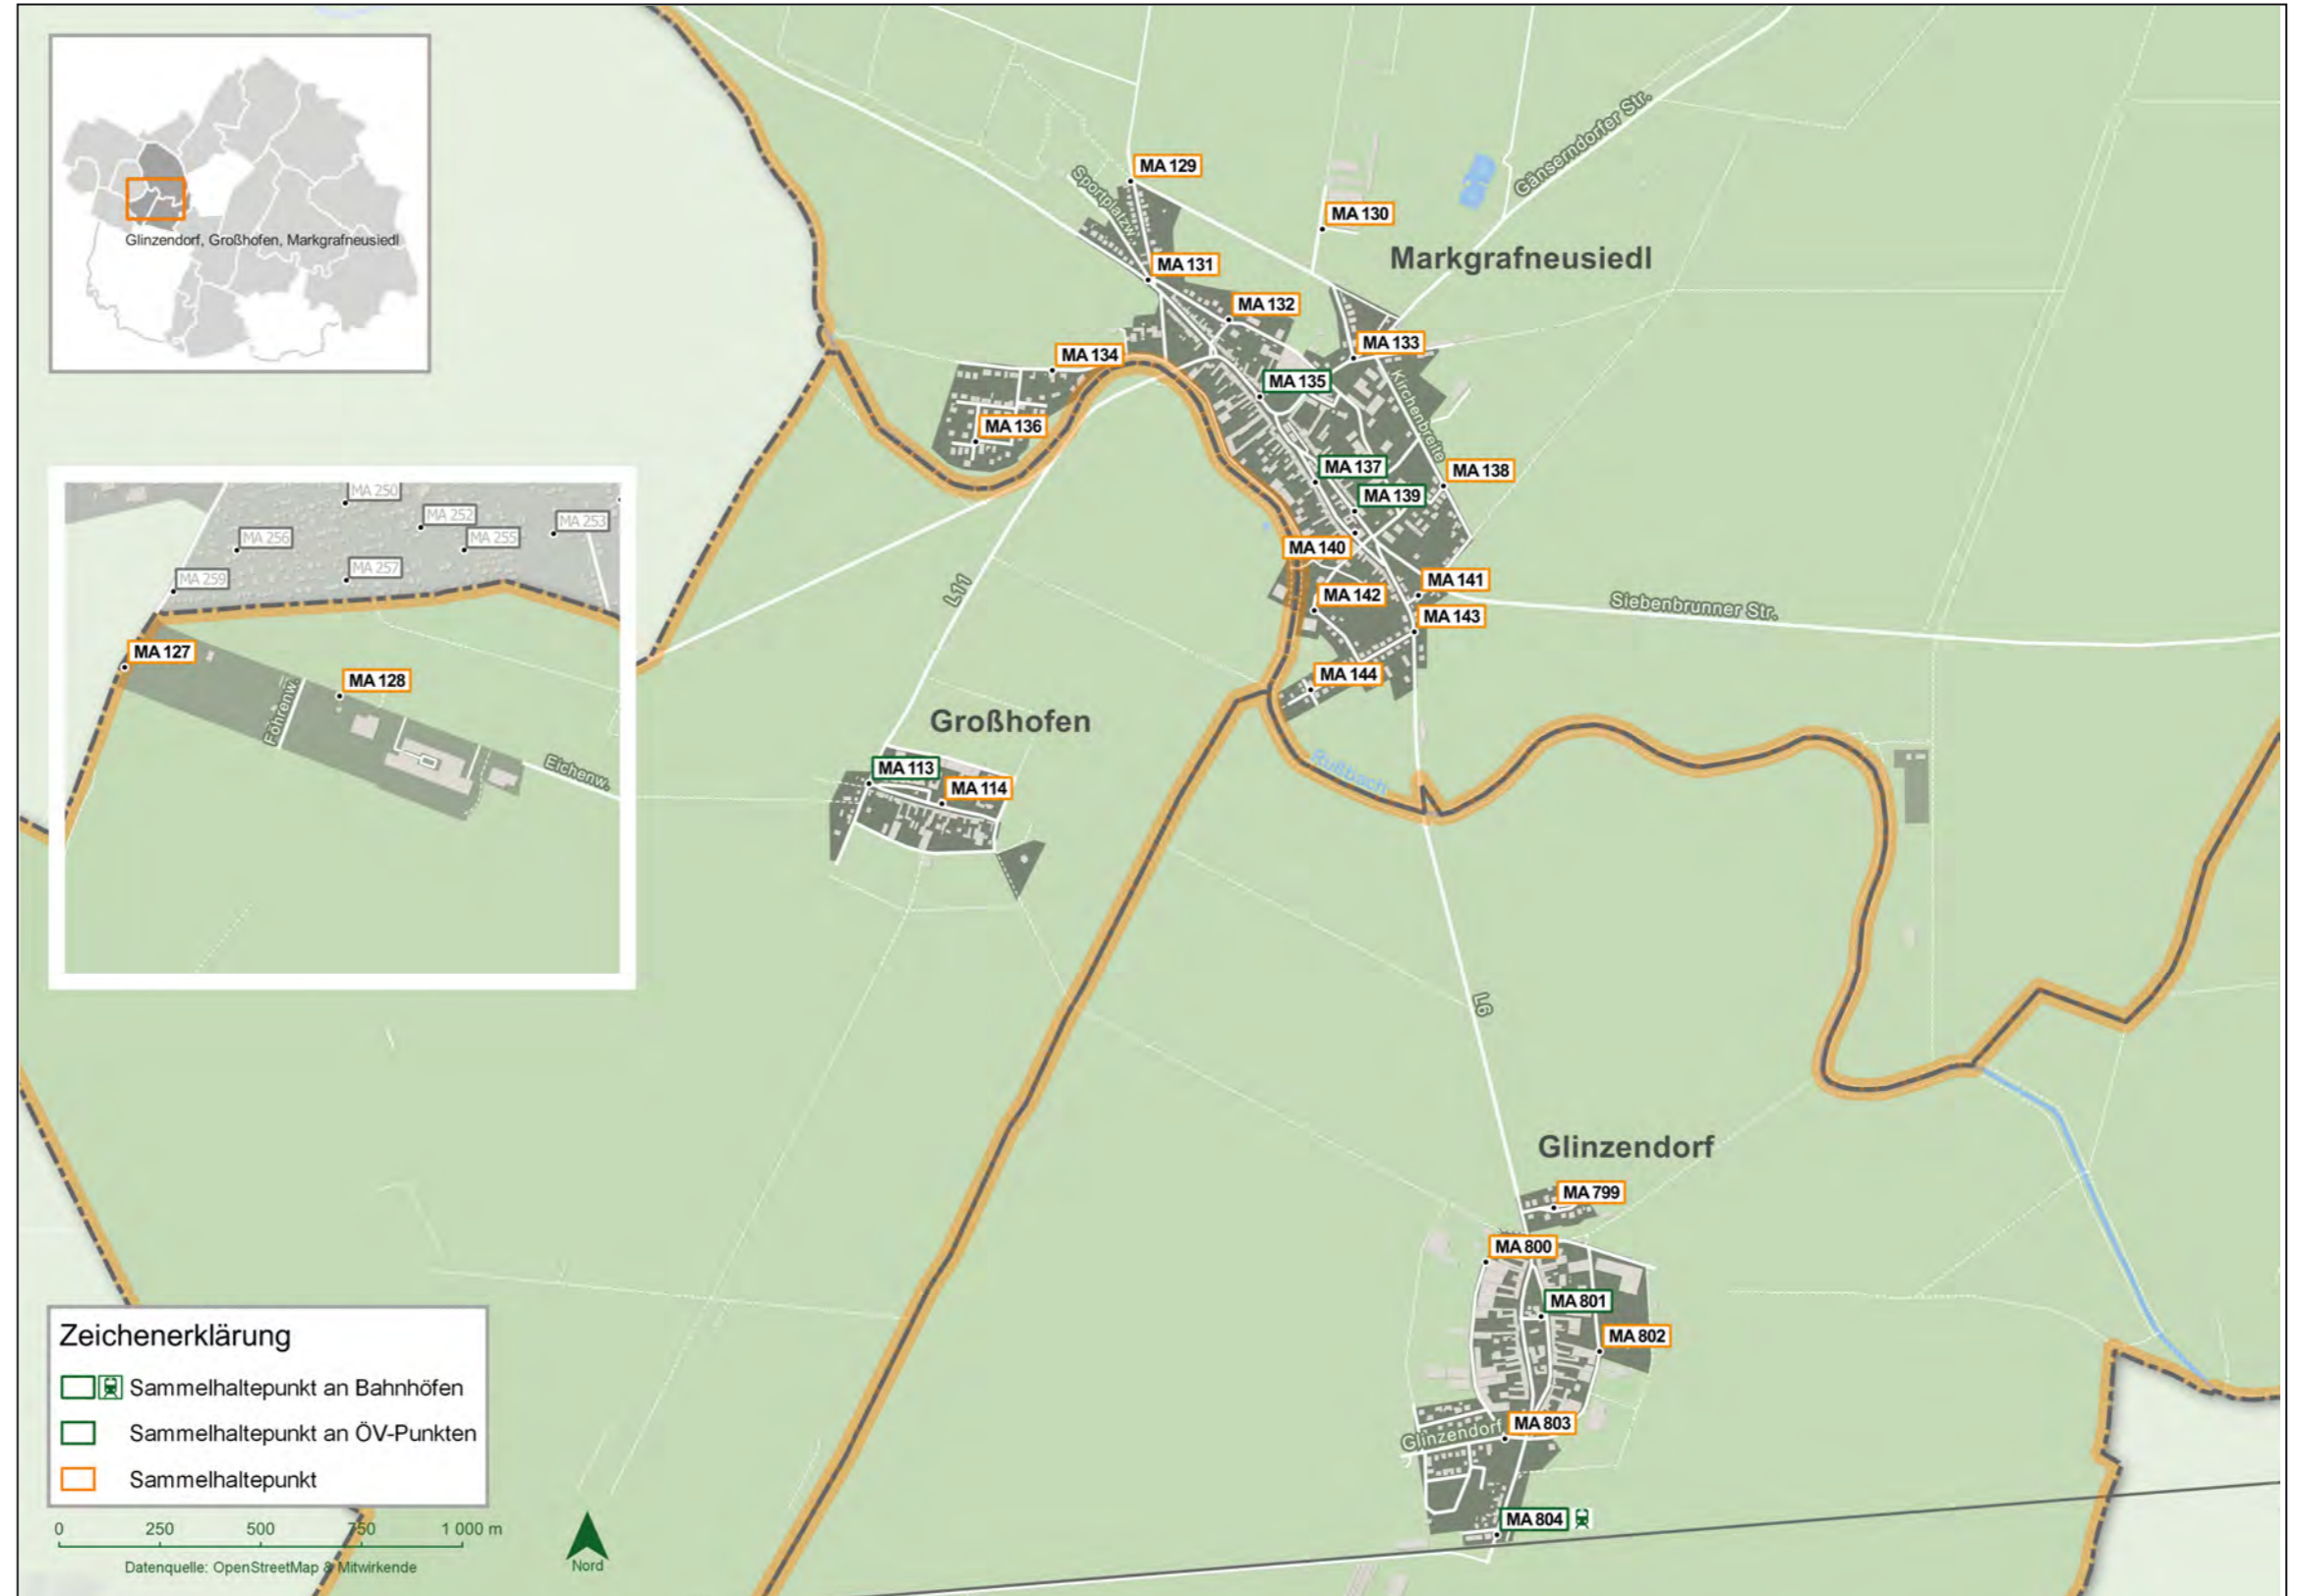 Glinzendorf, Großhofen, Markgrafneusiedl
MA 129
Sportplatzw.
MA 130
Gänserndorfer Str.
Markgrafneusiedl
MA 131
MA 132
MA 133
MA 134
MA 135
Kirchenbreite
MA 136
MA 137
MA 138
MA 139
MA 140
MA 141
MA 142
MA 143
Siebenbrunner Str.
MA 144
L11
MA 250
MA 252
MA 253
MA 256
MA 255
MA 257
MA 259
MA 127
MA 128
Föhrenw.
Eichenw.
Großhofen
MA 113
MA 114
Rußbach
L6
Glinzendorf
MA 799
MA 800
MA 801
MA 802
MA 803
Glinzendorf
MA 804
Zeichenerklärung
Sammelhaltepunkt an Bahnhöfen
Sammelhaltepunkt an ÖV-Punkten
Sammelhaltepunkt
0 250 500 750 1 000 m
Datenquelle: OpenStreetMap & Mitwirkende
Nord